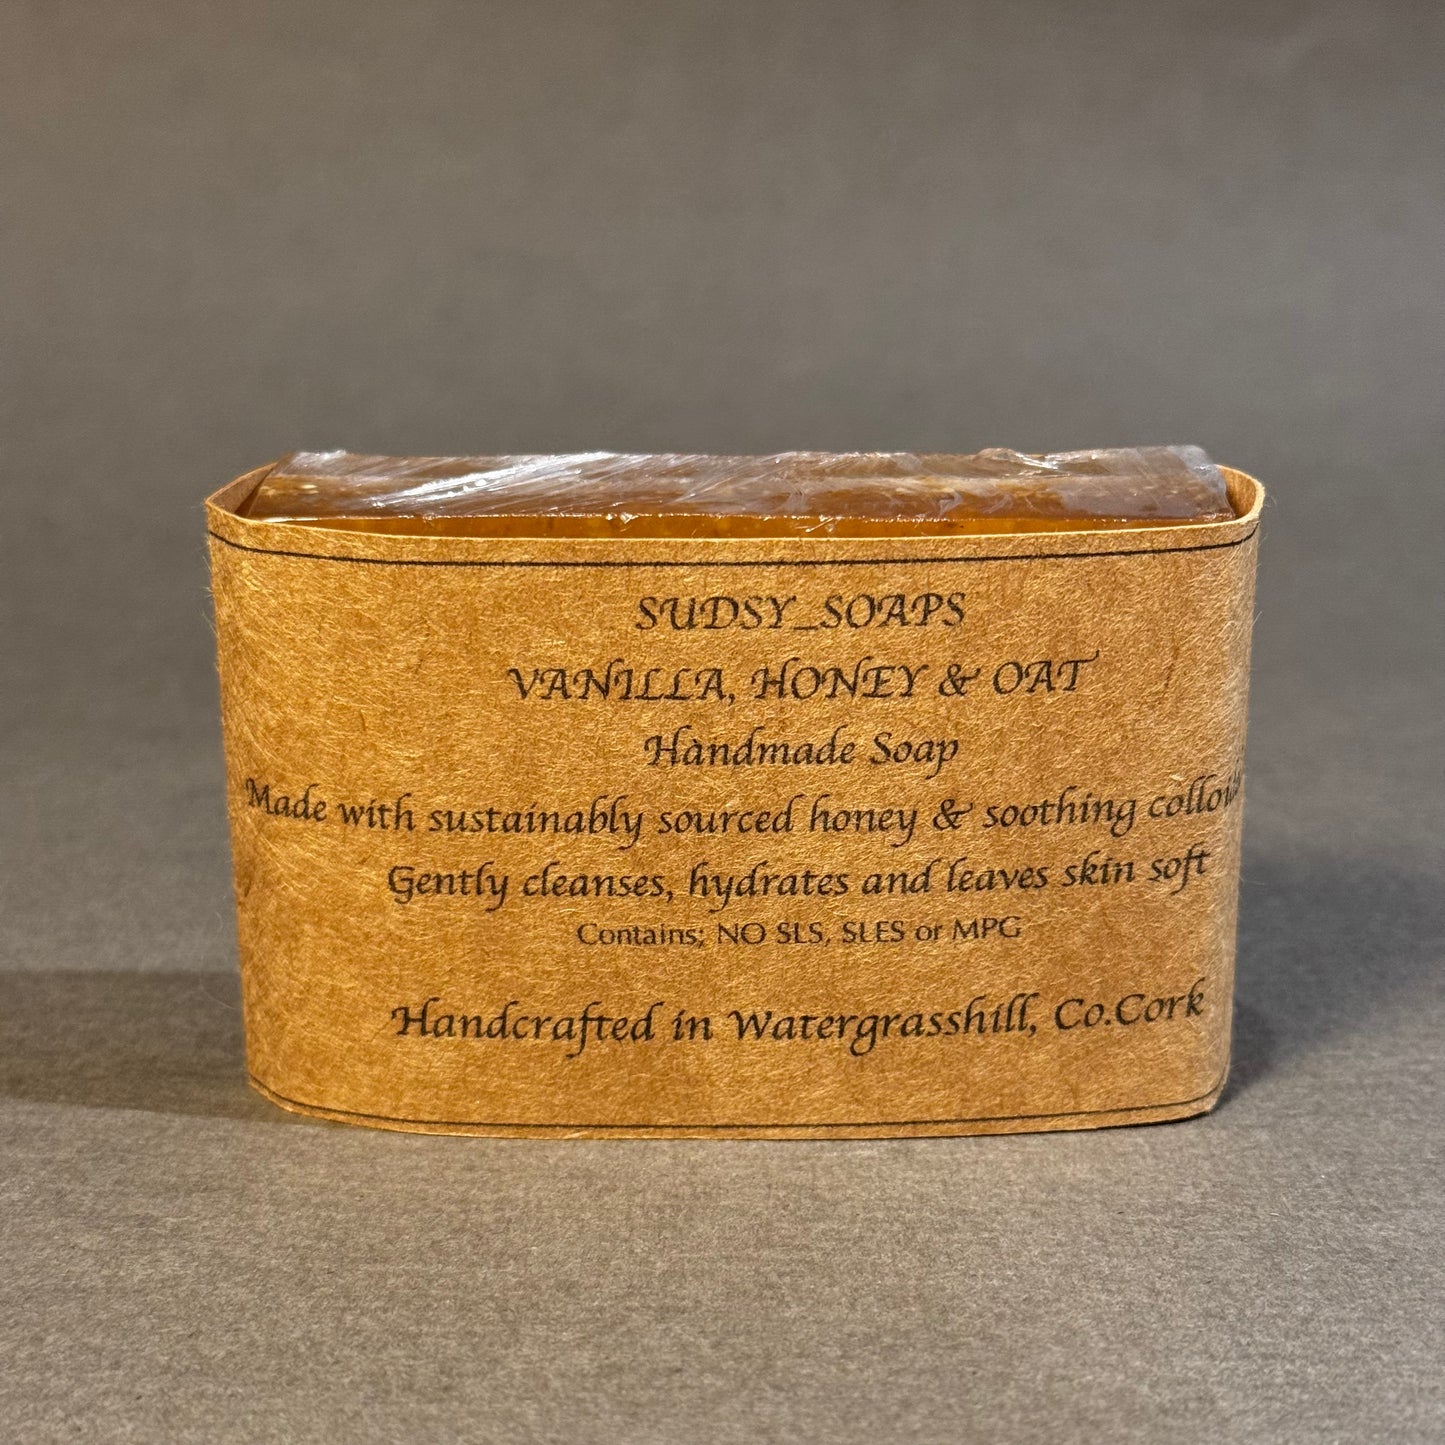 SUDSY_SOAPS
VANILLA, HONEY & OAT
Handmade Soap
Made with sustainably sourced honey & soothing
Gently cleanses, hydrates and leaves skin soft
Contains; NO SLS, SLES or MPG
Handcrafted in Watergrasshill, Co.Cork